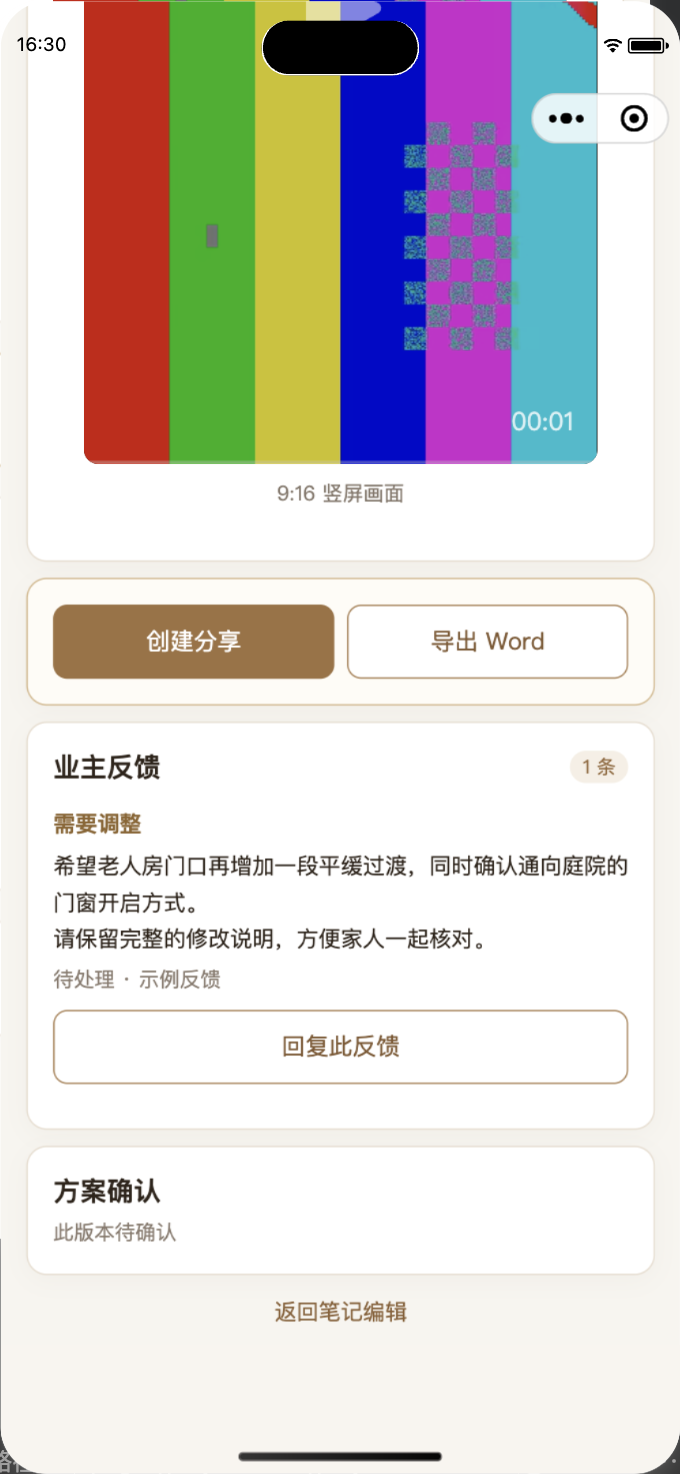 16:30
00:01
9:16 竖屏画面
创建分享
导出 Word
业主反馈
1 条
需要调整
希望老人房门口再增加一段平缓过渡，同时确认通向庭院的
门窗开启方式。
请保留完整的修改说明，方便家人一起核对。
待处理 · 示例反馈
回复此反馈
方案确认
此版本待确认
返回笔记编辑